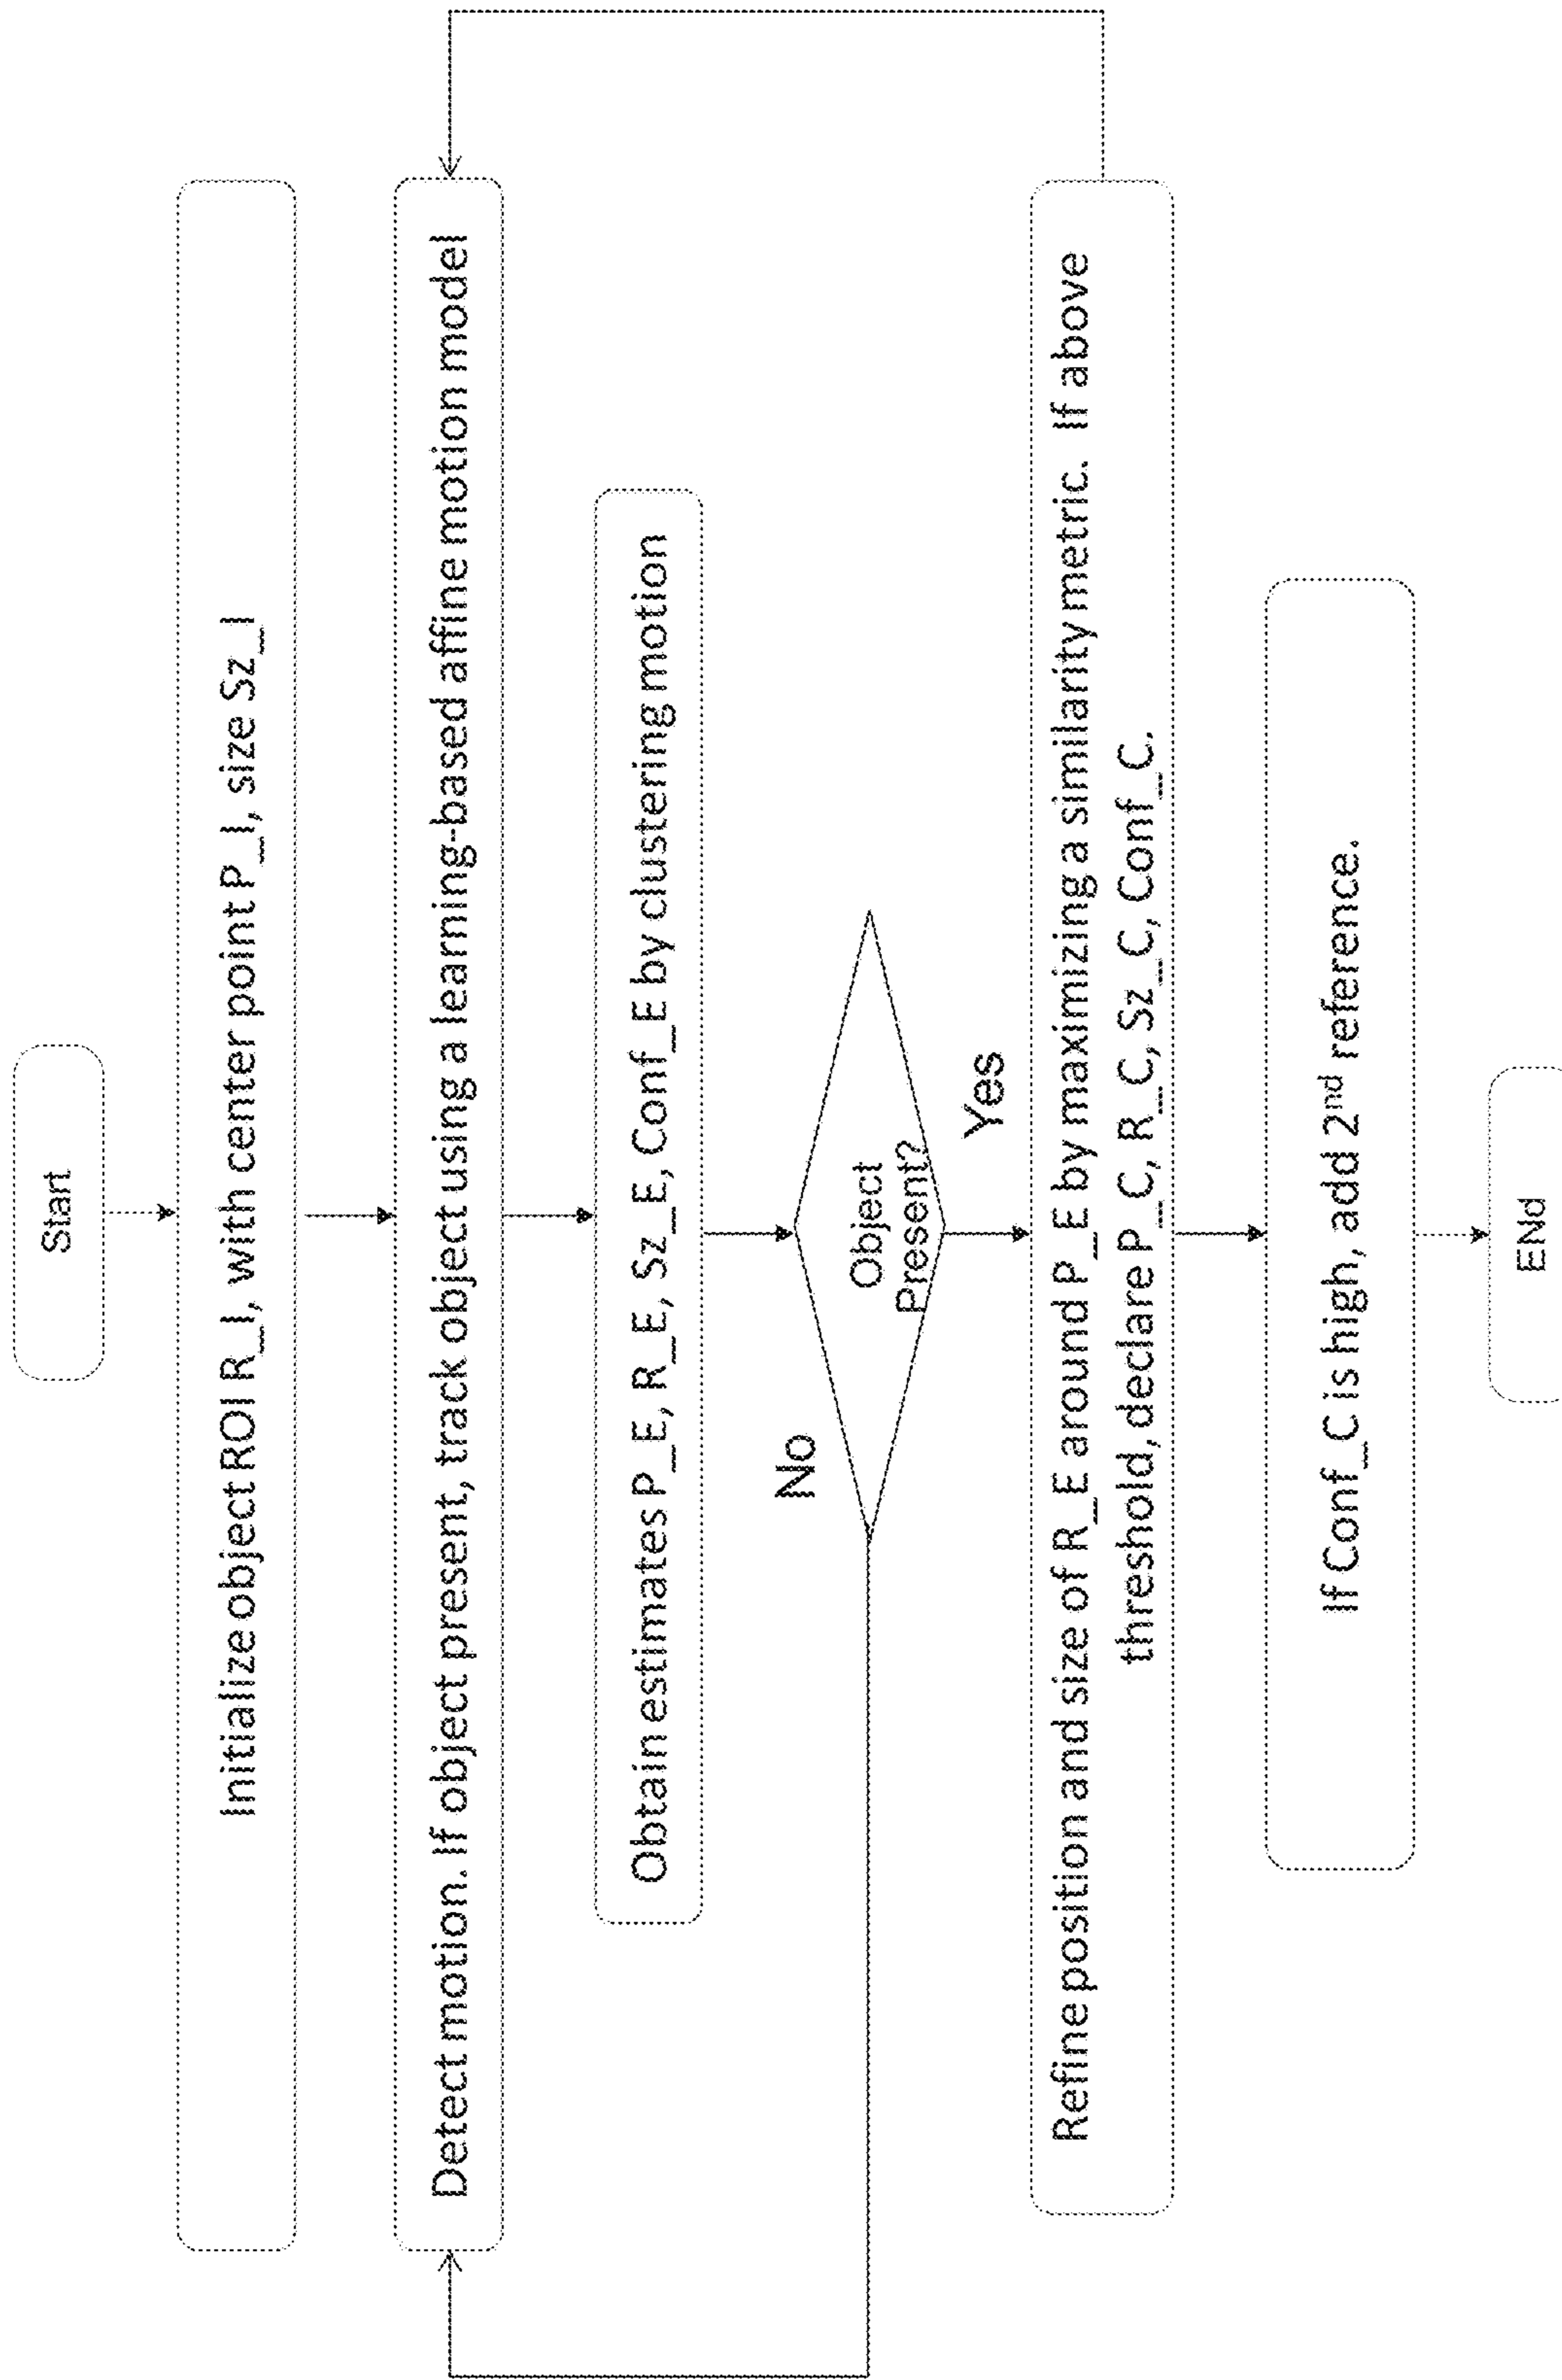 Start
Initialize object ROI R_I, with center point P_I, size Sz_I
Detect motion. If object present, track object using a learning-based affine motion model
Obtain estimates P_E, R_E, Sz_E, Conf_E by clustering motion
No
Object
Present?
Yes
Refine position and size of R_E around P_E by maximizing a similarity metric. If above
threshold, declare P_C, R_C, Sz_C, Conf_C.
If Conf_C is high, add 2nd reference.
ENd